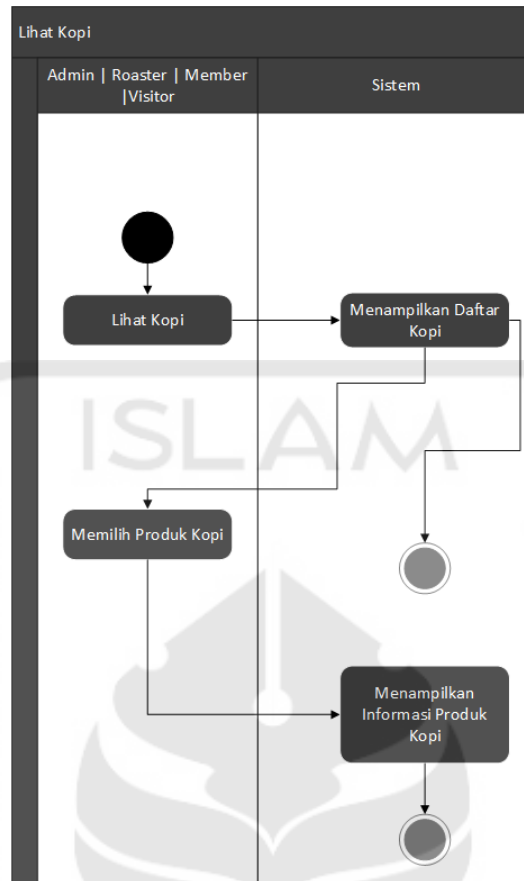 Lihat Kopi
Admin | Roaster | Member
|Visitor
Sistem
Lihat Kopi
Menampilkan Daftar
Kopi
ISLAM
Memilih Produk Kopi
Menampilkan
Informasi Produk
Kopi